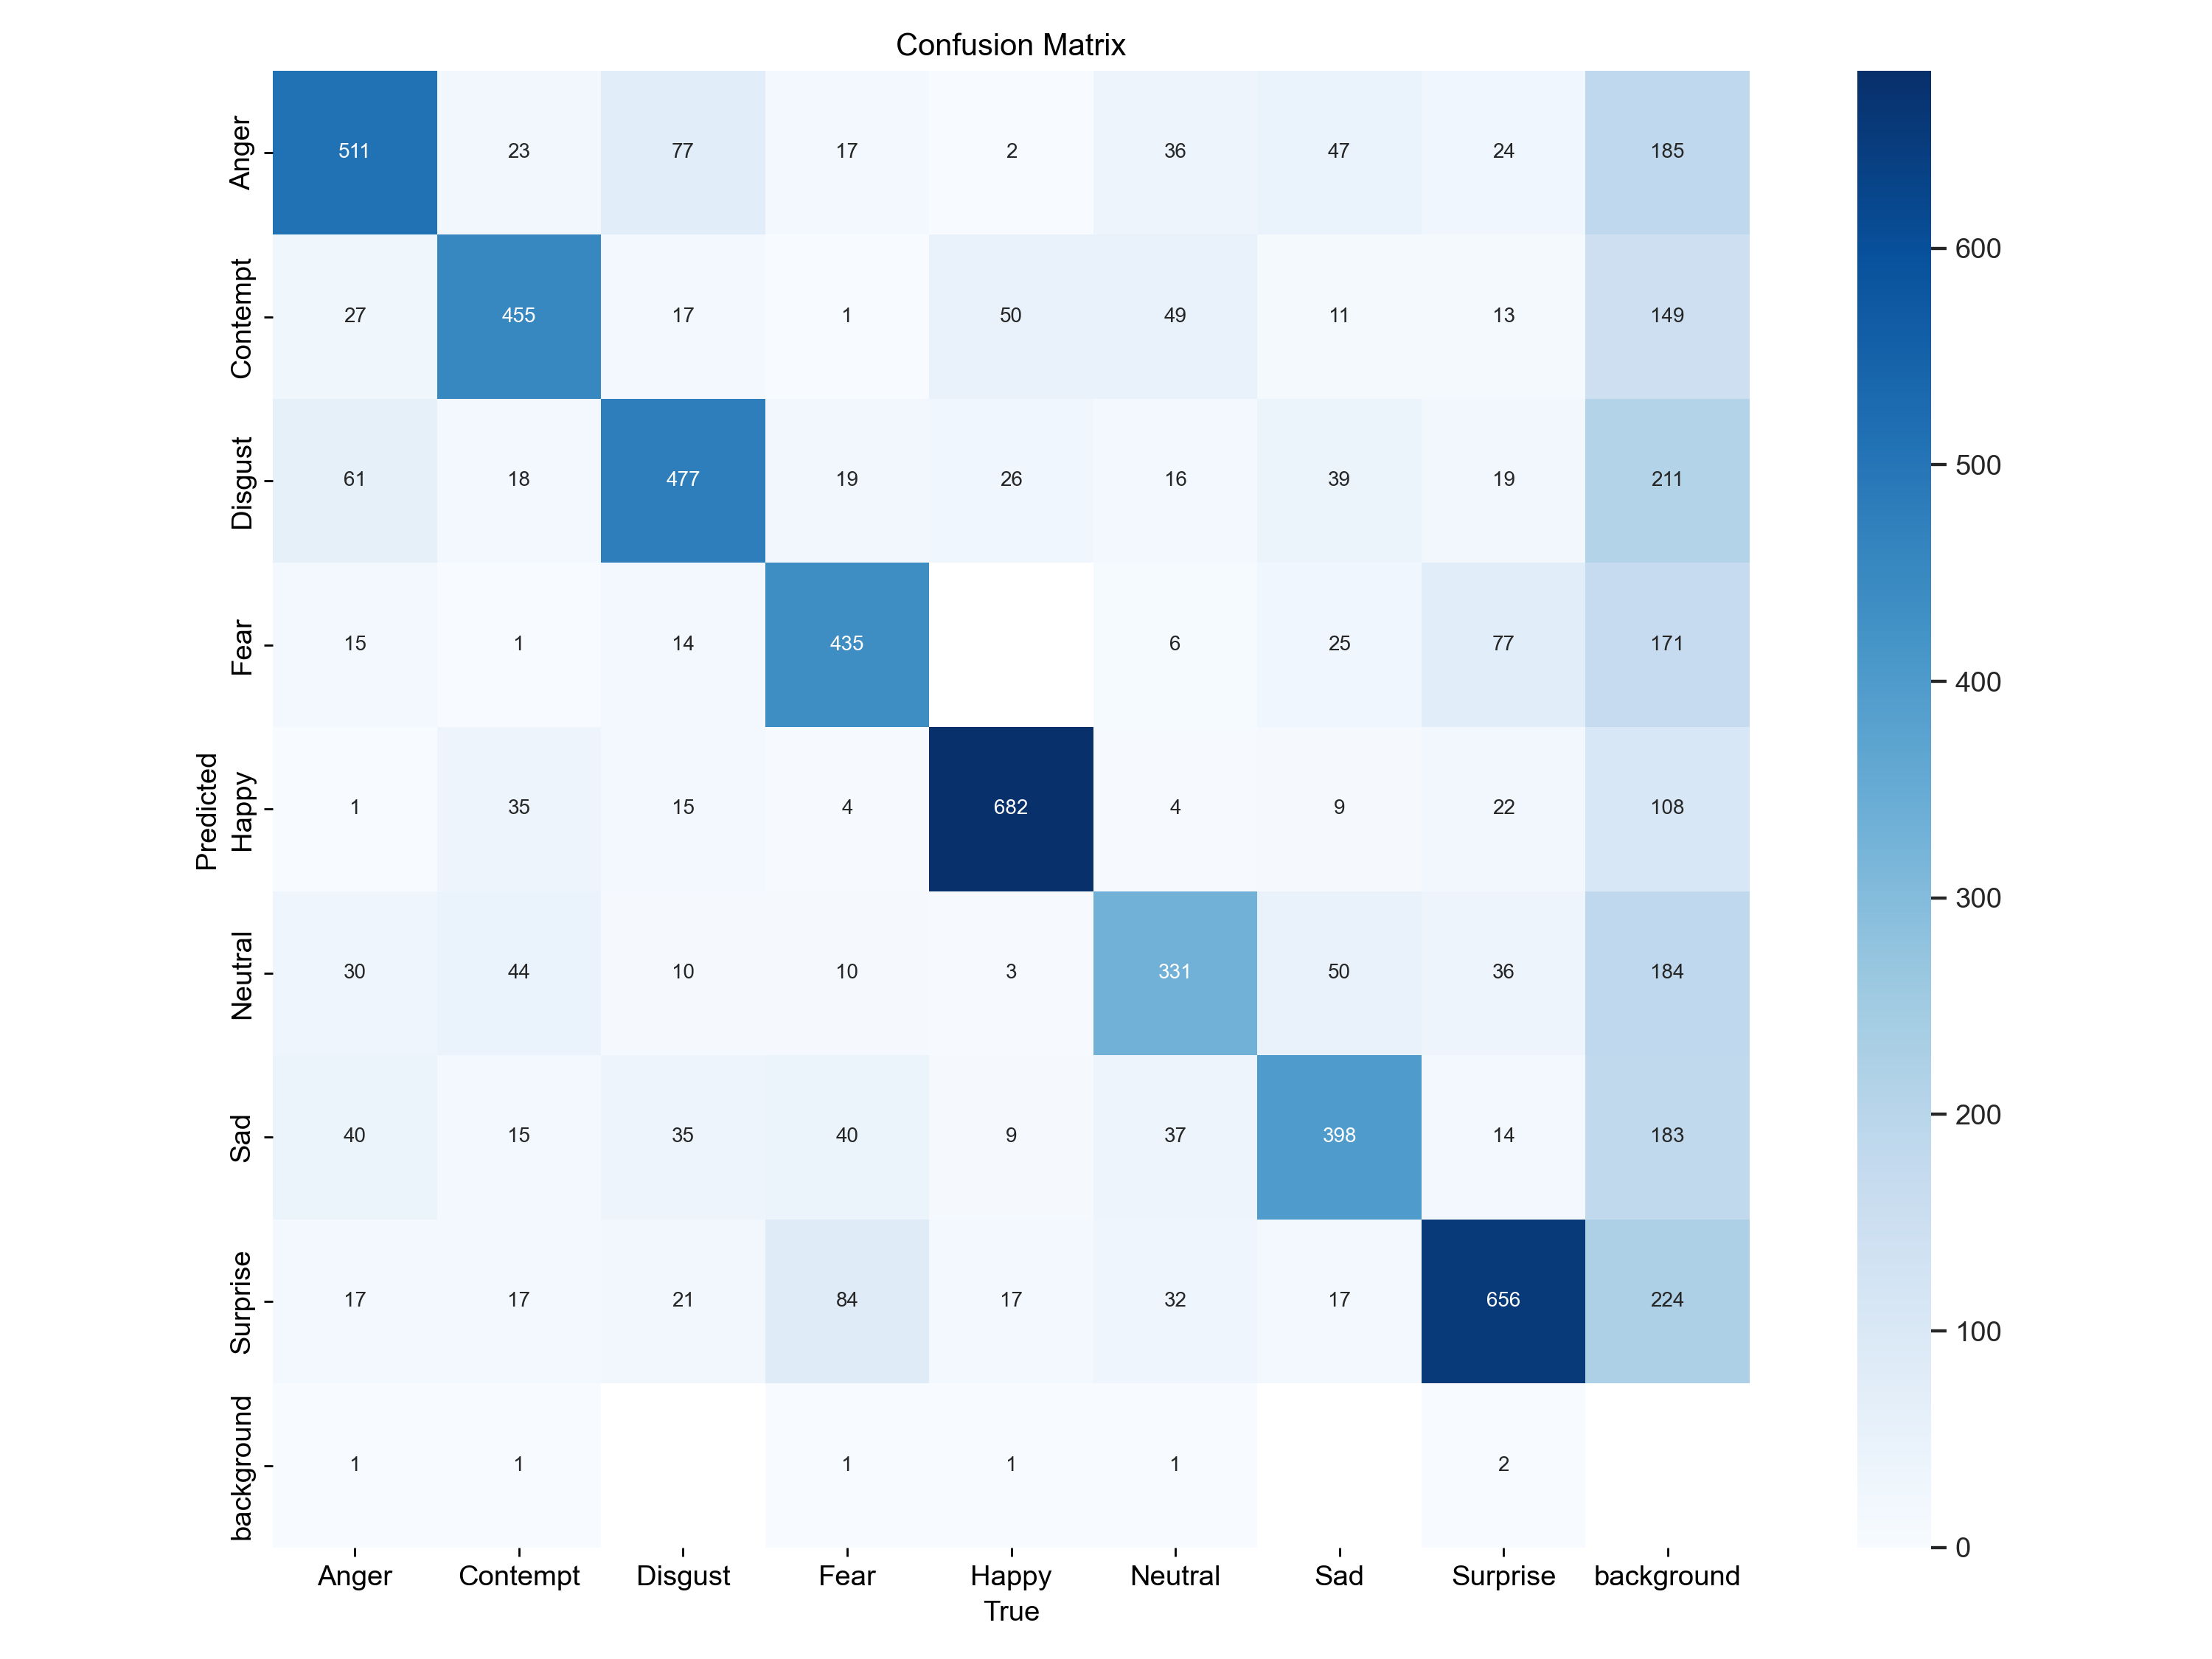 Confusion Matrix
Anger 511 23 77 17 2 36 47 24 185
Contempt 27 455 17 1 50 49 11 13 149
Disgust 61 18 477 19 26 16 39 19 211
Fear 15 1 14 435 6 25 77 171
Happy 1 35 15 4 682 4 9 22 108
Neutral 30 44 10 10 3 331 50 36 184
Sad 40 15 35 40 9 37 398 14 183
Surprise 17 17 21 84 17 32 17 656 224
background 1 1 1 1 1 2
Predicted
Anger Contempt Disgust Fear Happy Neutral Sad Surprise background
True
600
500
400
300
200
100
0